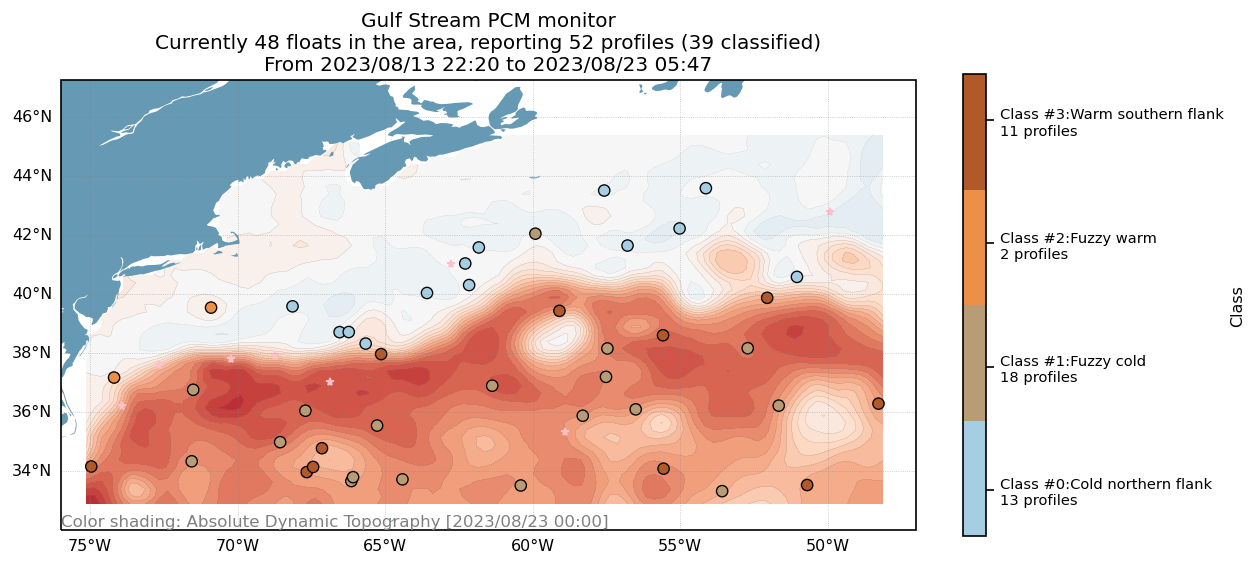 Gulf Stream PCM monitor
Currently 48 floats in the area, reporting 52 profiles (39 classified)
From 2023/08/13 22:20 to 2023/08/23 05:47
46°N
44°N
42°N
40°N
38°N
36°N
34°N
Color shading: Absolute Dynamic Topography [2023/08/23 00:00]
75°W
70°W
65°W
60°W
55°W
50°W
Class #3:Warm southern flank
11 profiles
Class #2:Fuzzy warm
2 profiles
Class #1:Fuzzy cold
18 profiles
Class #0:Cold northern flank
13 profiles
Class